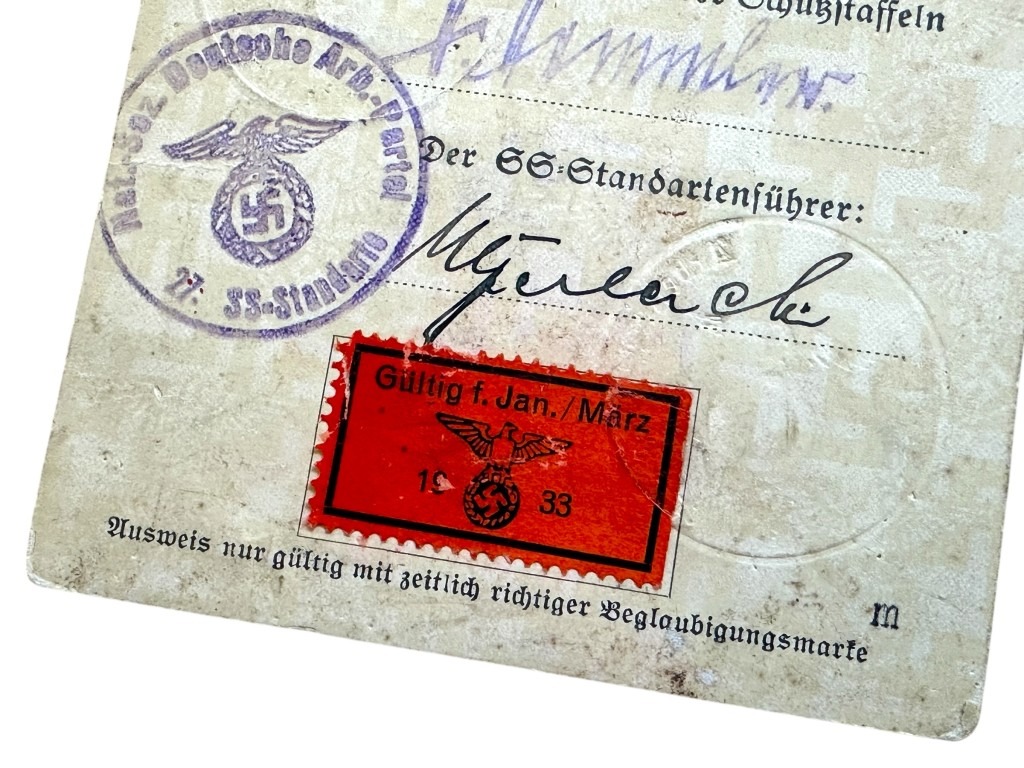 Schutzstaffeln
Nat.-Soz. Deutsche Arb.-Partei
27. SS-Standarte
Der SS-Standartenführer:
Gültig f. Jan./März
19 33
Ausweis nur gültig mit zeitlich richtiger Beglaubigungsmarke
m